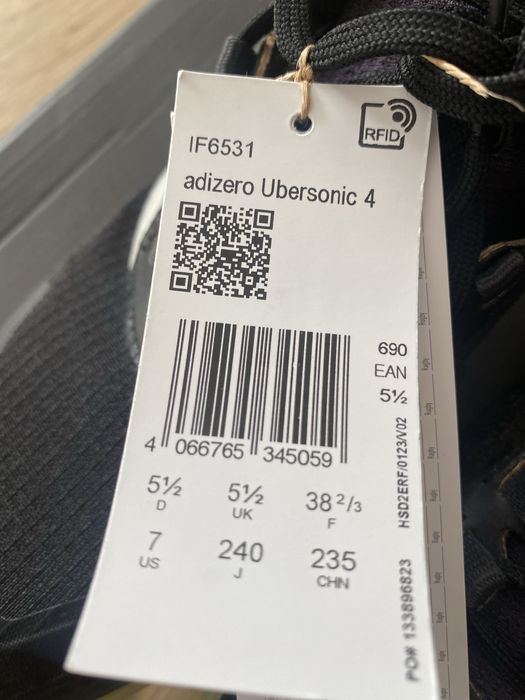 RFID
IF6531
adizero Ubersonic 4
690
EAN
5½
4 066765 345059
5½ 5½ 38 2/3
D UK F
7 240 235
US J CHN
HSD2ERF/0123/V02
PO# 133896823